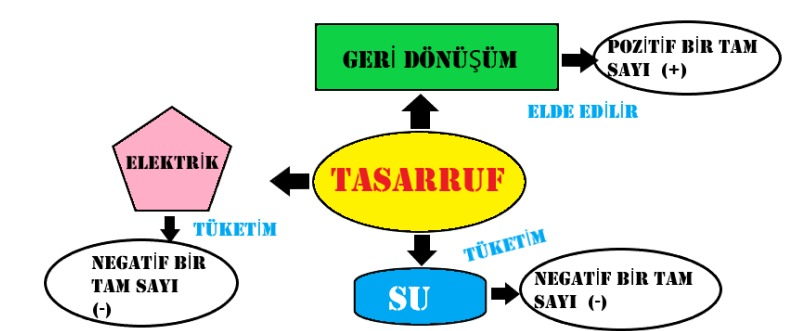 GERİ DÖNÜŞÜM
POZİTİF BİR TAM
SAYI (+)
ELDE EDİLİR
ELEKTRİK
TASARRUF
TÜKETİM
NEGATİF BİR
TAM SAYI
(-)
TÜKETİM
SU
NEGATİF BİR TAM
SAYI (-)